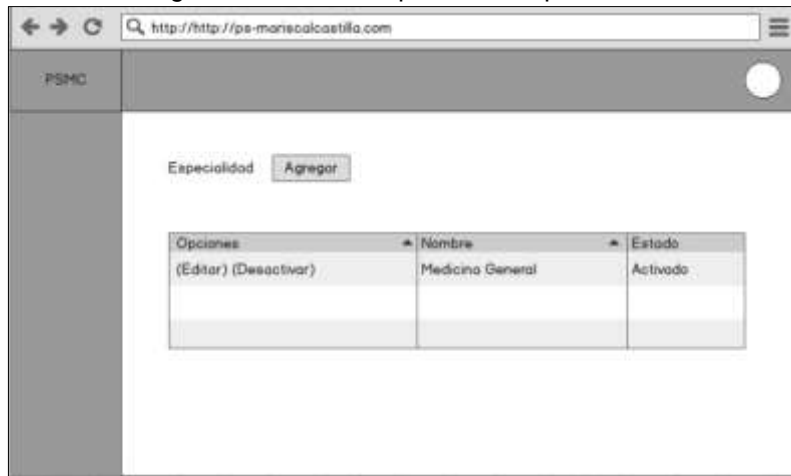 http://http://ps-mariscalcastilla.com
PSMC
Especialidad Agregar
Opciones Nombre Estado
(Editar) (Desactivar) Medicina General Activado